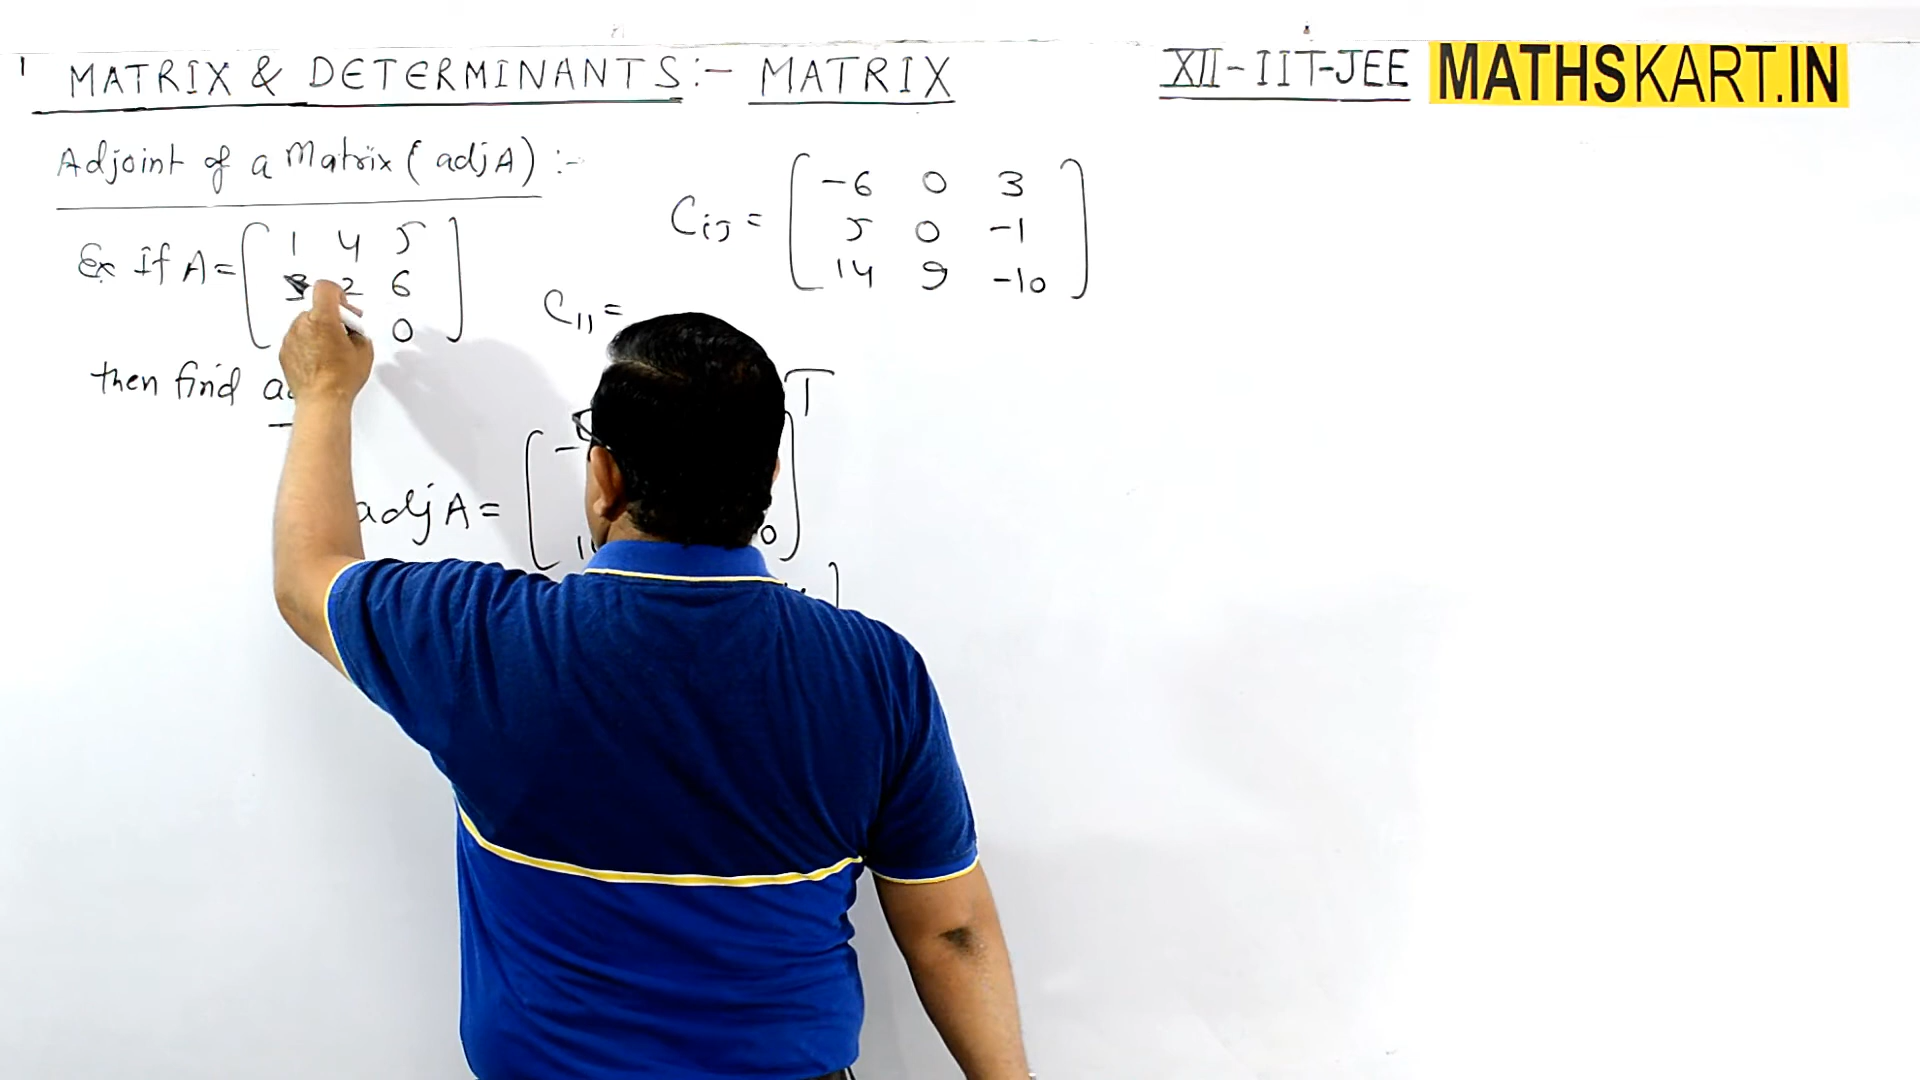 MATRIX & DETERMINANTS:- MATRIX XII-IIT-JEE MATHSKART.IN
Adjoint of a Matrix (adjA) :-
Ex If A = [ 1 4 5
2 6
0 ]
then find
Cij = [ -6 0 3
5 0 -1
14 9 -10 ]
C11 =
adj A = [ ] T